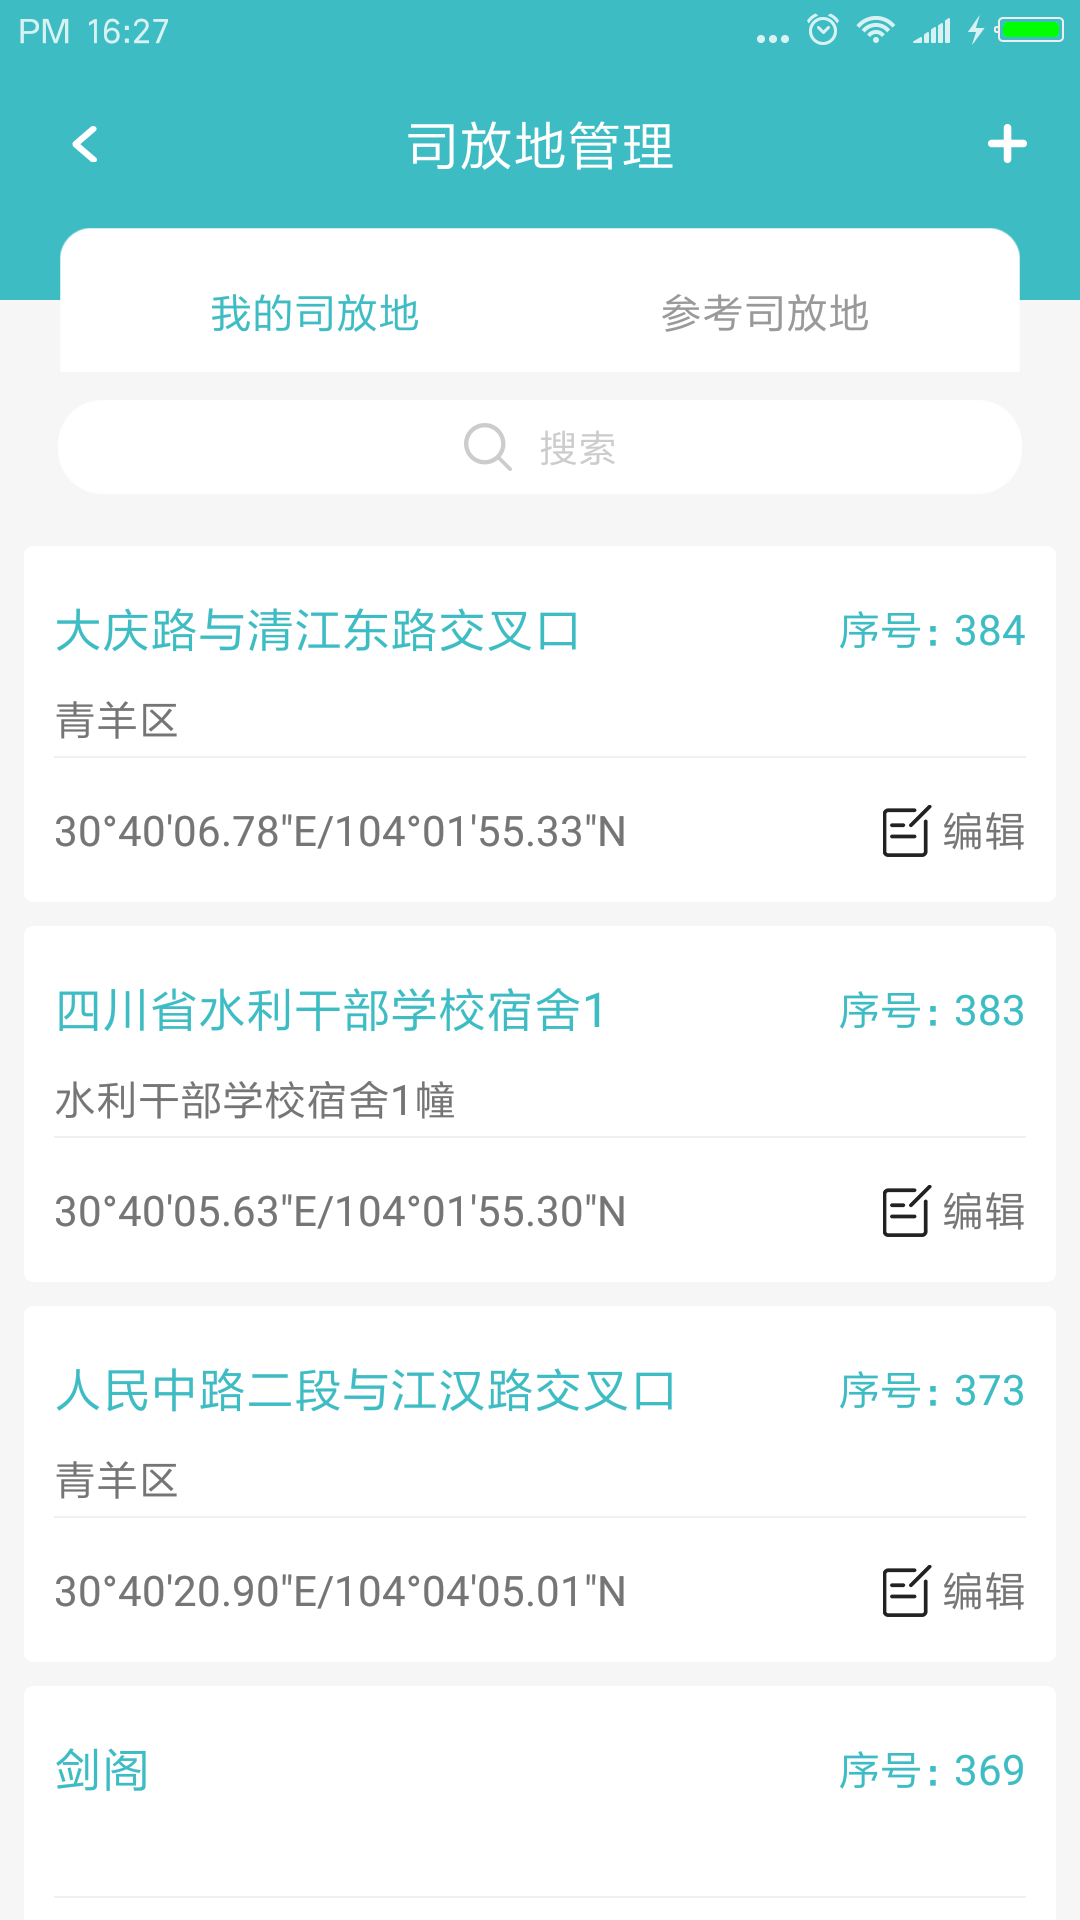 PM 16:27
司放地管理
我的司放地
参考司放地
搜索
大庆路与清江东路交叉口
序号: 384
青羊区
30°40'06.78"E/104°01'55.33"N
编辑
四川省水利干部学校宿舍1
序号: 383
水利干部学校宿舍1幢
30°40'05.63"E/104°01'55.30"N
编辑
人民中路二段与江汉路交叉口
序号: 373
青羊区
30°40'20.90"E/104°04'05.01"N
编辑
剑阁
序号: 369